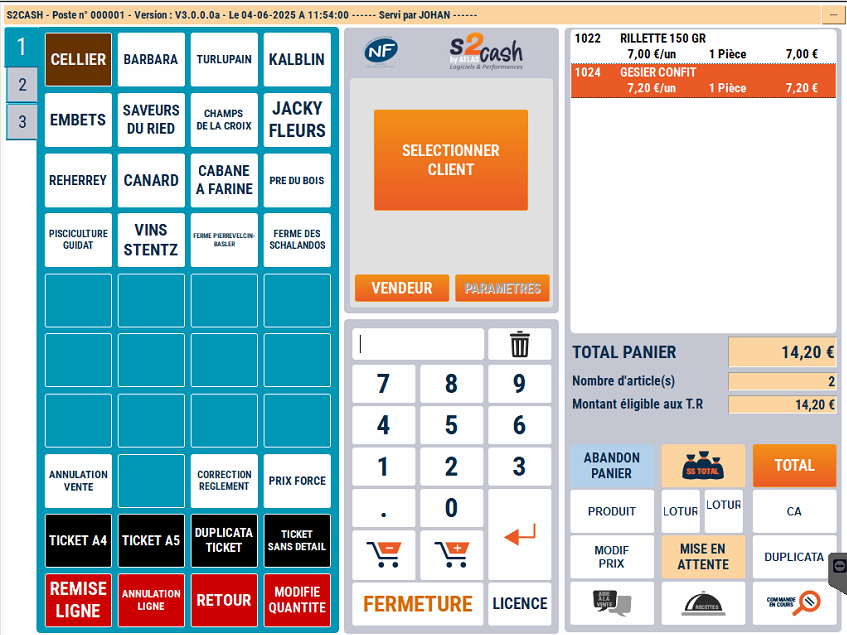 S2CASH - Poste n° 000001 - Version : V3.0.0.0a - Le 04-06-2025 A 11:54:00 ------ Servi par JOHAN ------
...
1
2
3
CELLIER
BARBARA
TURLUPAIN
KALBLIN
EMBETS
SAVEURS
DU RIED
CHAMPS
DE LA CROIX
JACKY
FLEURS
REHERREY
CANARD
CABANE
A FARINE
PRE DU BOIS
PISCICULTURE
GUIDAT
VINS
STENTZ
FERME PIERREVELCIN-
BASLER
FERME DES
SCHALANDOS
ANNULATION
VENTE
CORRECTION
REGLEMENT
PRIX FORCE
TICKET A4
TICKET A5
DUPLICATA
TICKET
TICKET
SANS DETAIL
REMISE
LIGNE
ANNULATION
LIGNE
RETOUR
MODIFIE
QUANTITE
NF
S2cash
by ATLAS
Logiciels & Performances
SELECTIONNER
CLIENT
VENDEUR
PARAMETRES
7
8
9
4
5
6
1
2
3
.
0
FERMETURE
LICENCE
1022 RILLETTE 150 GR
7,00 €/un 1 Pièce 7,00 €
1024 GESIER CONFIT
7,20 €/un 1 Pièce 7,20 €
TOTAL PANIER 14,20 €
Nombre d'article(s) 2
Montant éligible aux T.R 14,20 €
ABANDON
PANIER
SS TOTAL
TOTAL
PRODUIT
LOTUR
LOTUR
CA
MODIF
PRIX
MISE EN
ATTENTE
DUPLICATA
AIDE
À LA
VENTE
RECETTES
COMMANDE
EN COURS